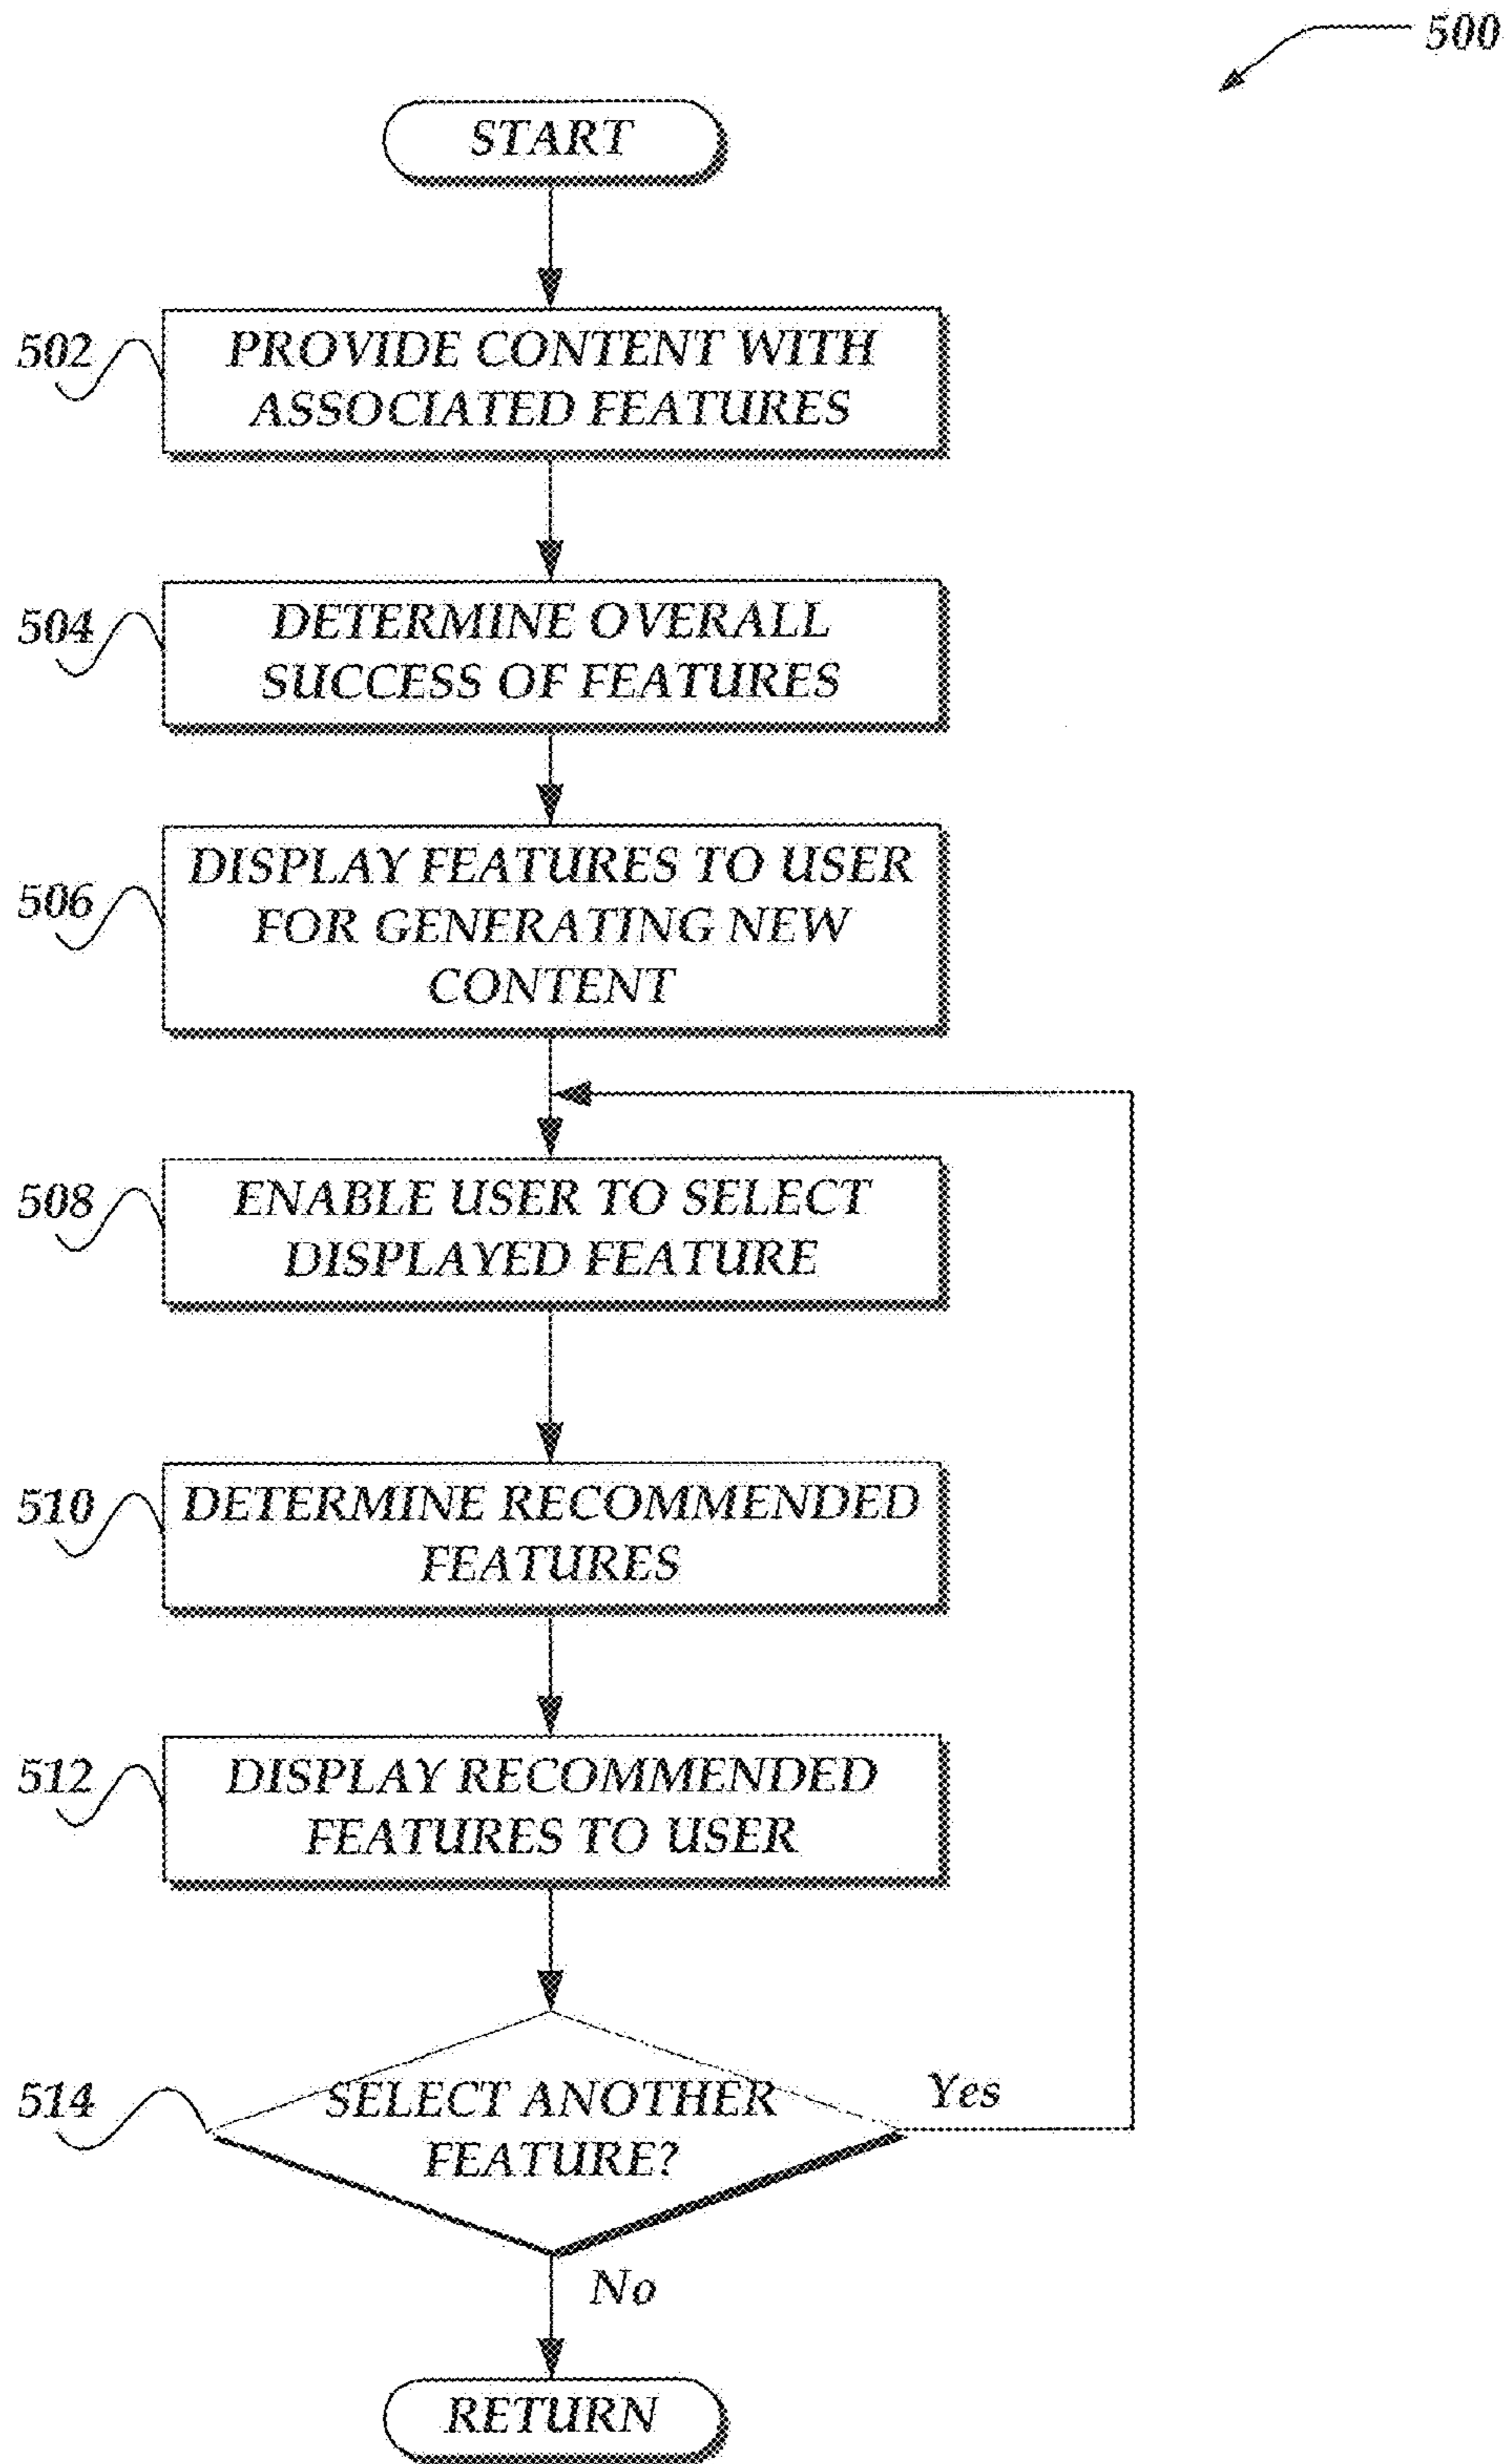 500
START
502
PROVIDE CONTENT WITH
ASSOCIATED FEATURES
504
DETERMINE OVERALL
SUCCESS OF FEATURES
506
DISPLAY FEATURES TO USER
FOR GENERATING NEW
CONTENT
508
ENABLE USER TO SELECT
DISPLAYED FEATURE
510
DETERMINE RECOMMENDED
FEATURES
512
DISPLAY RECOMMENDED
FEATURES TO USER
514
SELECT ANOTHER
FEATURE?
Yes
No
RETURN